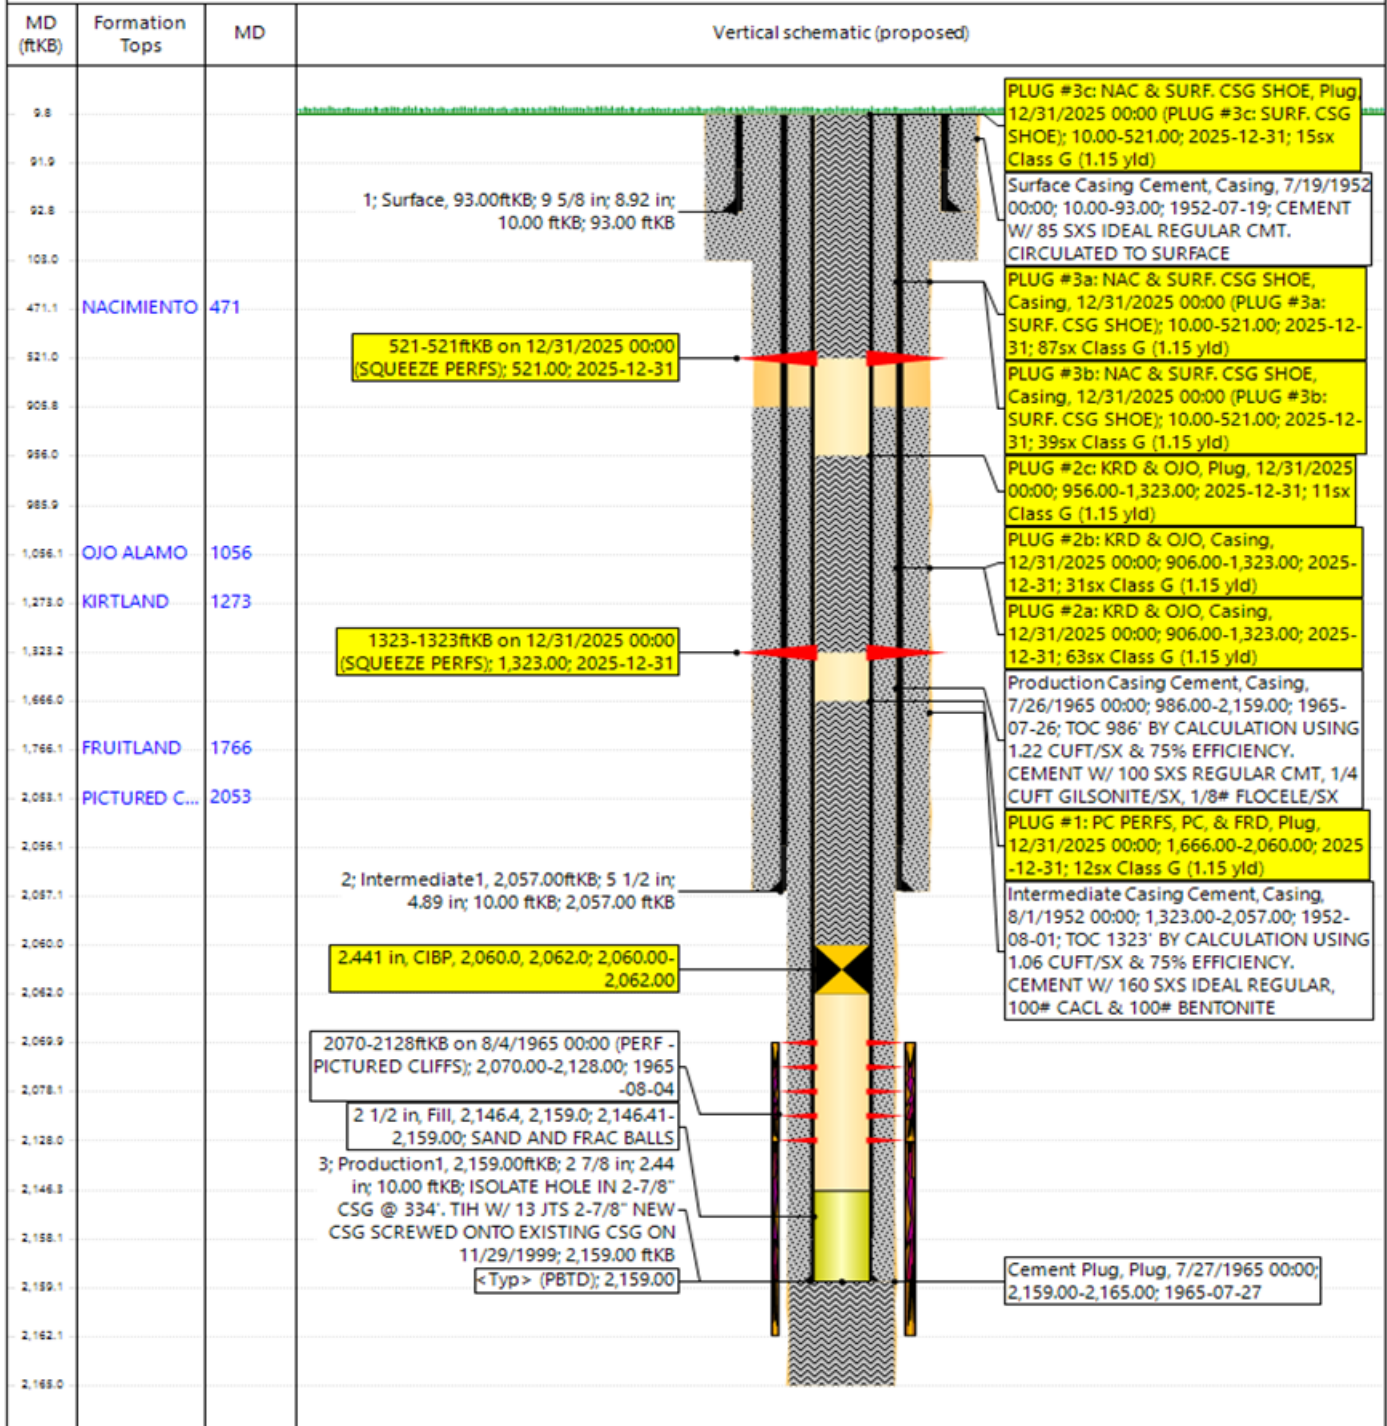 MD
(ftKB)
Formation
Tops
MD
Vertical schematic (proposed)
9.8
91.9
92.8
103.0
471.1
521.0
905.8
956.0
985.9
1,056.1
1,273.0
1,323.2
1,666.0
1,766.1
2,053.1
2,056.1
2,057.1
2,060.0
2,062.0
2,069.9
2,078.1
2,128.0
2,146.3
2,158.1
2,159.1
2,162.1
2,165.0
NACIMIENTO 471
OJO ALAMO 1056
KIRTLAND 1273
FRUITLAND 1766
PICTURED C... 2053
1; Surface, 93.00ftKB; 9 5/8 in; 8.92 in;
10.00 ftKB; 93.00 ftKB
521-521ftKB on 12/31/2025 00:00
(SQUEEZE PERFS); 521.00; 2025-12-31
1323-1323ftKB on 12/31/2025 00:00
(SQUEEZE PERFS); 1,323.00; 2025-12-31
2; Intermediate1, 2,057.00ftKB; 5 1/2 in;
4.89 in; 10.00 ftKB; 2,057.00 ftKB
2.441 in, CIBP, 2,060.0, 2,062.0; 2,060.00-
2,062.00
2070-2128ftKB on 8/4/1965 00:00 (PERF -
PICTURED CLIFFS); 2,070.00-2,128.00; 1965
-08-04
2 1/2 in, Fill, 2,146.4, 2,159.0; 2,146.41-
2,159.00; SAND AND FRAC BALLS
3; Production1, 2,159.00ftKB; 2 7/8 in; 2.44
in; 10.00 ftKB; ISOLATE HOLE IN 2-7/8"
CSG @ 334'. TIH W/ 13 JTS 2-7/8" NEW
CSG SCREWED ONTO EXISTING CSG ON
11/29/1999; 2,159.00 ftKB
<Typ> (PBTD); 2,159.00
PLUG #3c: NAC & SURF. CSG SHOE, Plug,
12/31/2025 00:00 (PLUG #3c: SURF. CSG
SHOE); 10.00-521.00; 2025-12-31; 15sx
Class G (1.15 yld)
Surface Casing Cement, Casing, 7/19/1952
00:00; 10.00-93.00; 1952-07-19; CEMENT
W/ 85 SXS IDEAL REGULAR CMT.
CIRCULATED TO SURFACE
PLUG #3a: NAC & SURF. CSG SHOE,
Casing, 12/31/2025 00:00 (PLUG #3a:
SURF. CSG SHOE); 10.00-521.00; 2025-12-
31; 87sx Class G (1.15 yld)
PLUG #3b: NAC & SURF. CSG SHOE,
Casing, 12/31/2025 00:00 (PLUG #3b:
SURF. CSG SHOE); 10.00-521.00; 2025-12-
31; 39sx Class G (1.15 yld)
PLUG #2c: KRD & OJO, Plug, 12/31/2025
00:00; 956.00-1,323.00; 2025-12-31; 11sx
Class G (1.15 yld)
PLUG #2b: KRD & OJO, Casing,
12/31/2025 00:00; 906.00-1,323.00; 2025-
12-31; 31sx Class G (1.15 yld)
PLUG #2a: KRD & OJO, Casing,
12/31/2025 00:00; 906.00-1,323.00; 2025-
12-31; 63sx Class G (1.15 yld)
Production Casing Cement, Casing,
7/26/1965 00:00; 986.00-2,159.00; 1965-
07-26; TOC 986' BY CALCULATION USING
1.22 CUFT/SX & 75% EFFICIENCY.
CEMENT W/ 100 SXS REGULAR CMT, 1/4
CUFT GILSONITE/SX, 1/8# FLOCELE/SX
PLUG #1: PC PERFS, PC, & FRD, Plug,
12/31/2025 00:00; 1,666.00-2,060.00; 2025
-12-31; 12sx Class G (1.15 yld)
Intermediate Casing Cement, Casing,
8/1/1952 00:00; 1,323.00-2,057.00; 1952-
08-01; TOC 1323' BY CALCULATION USING
1.06 CUFT/SX & 75% EFFICIENCY.
CEMENT W/ 160 SXS IDEAL REGULAR,
100# CACL & 100# BENTONITE
Cement Plug, Plug, 7/27/1965 00:00;
2,159.00-2,165.00; 1965-07-27